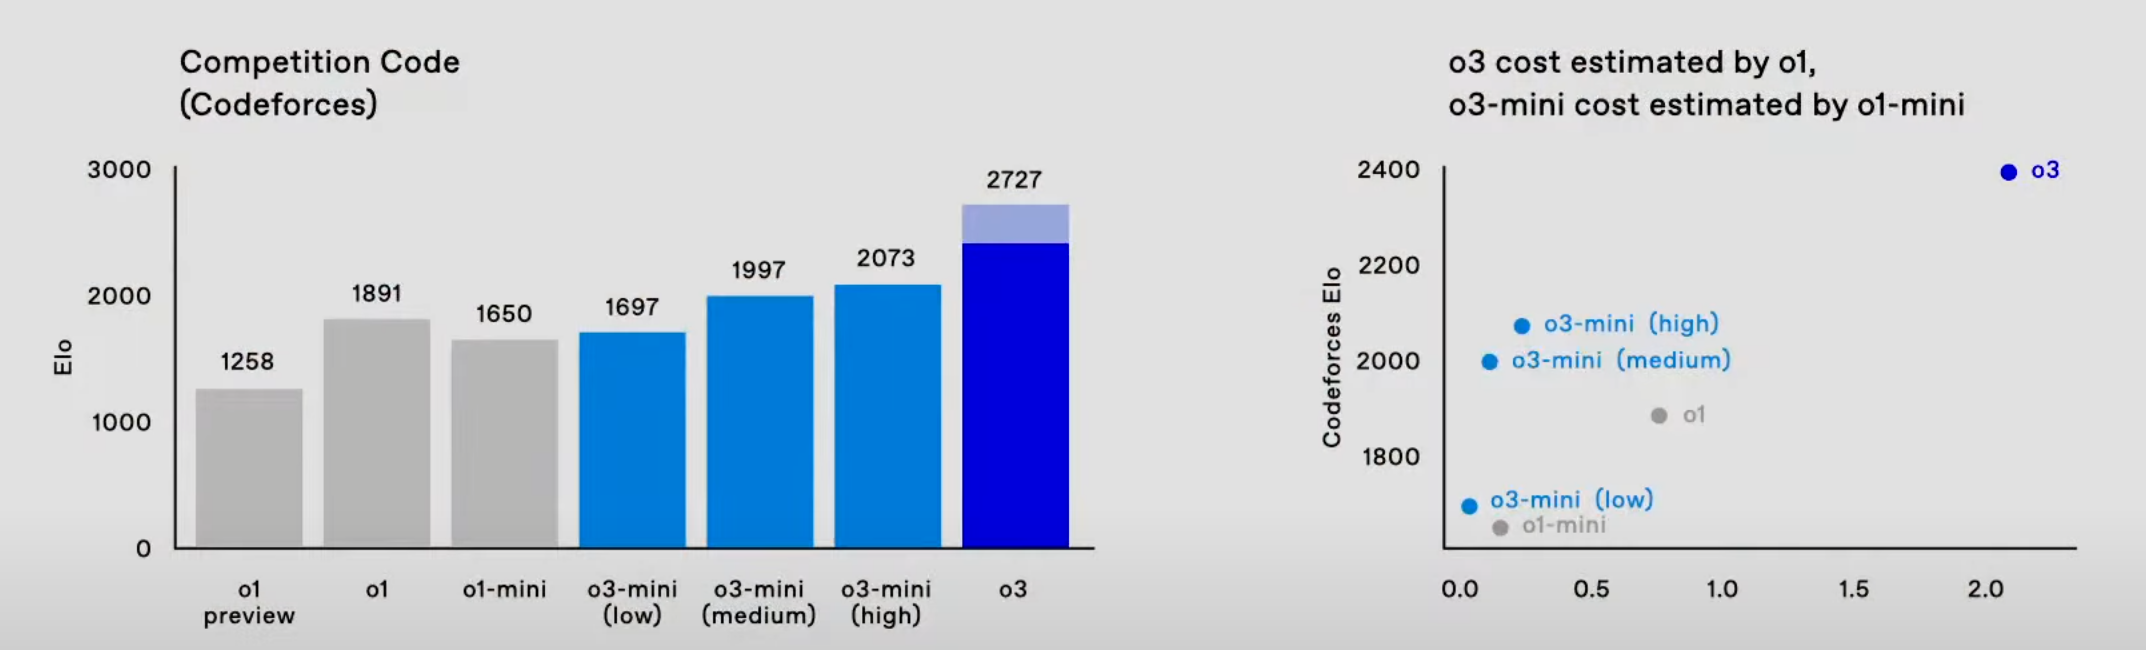 Competition Code
(Codeforces)
3000
2000
1000
0
Elo
1258
1891
1650
1697
1997
2073
2727
o1
preview
o1
o1-mini
o3-mini
(low)
o3-mini
(medium)
o3-mini
(high)
o3
o3 cost estimated by o1,
o3-mini cost estimated by o1-mini
2400
2200
2000
1800
Codeforces Elo
o3
o3-mini (high)
o3-mini (medium)
o1
o3-mini (low)
o1-mini
0.0
0.5
1.0
1.5
2.0